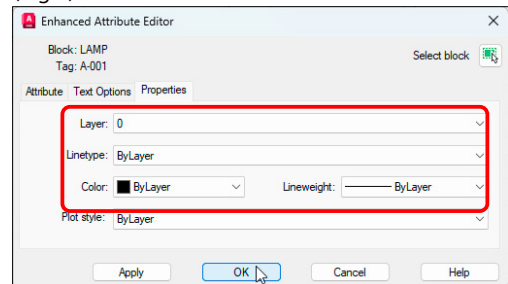 Enhanced Attribute Editor
Block: LAMP
Tag: A-001
Select block
Attribute Text Options Properties
Layer: 0
Linetype: ByLayer
Color: ByLayer Lineweight: ByLayer
Plot style: ByLayer
Apply OK Cancel Help